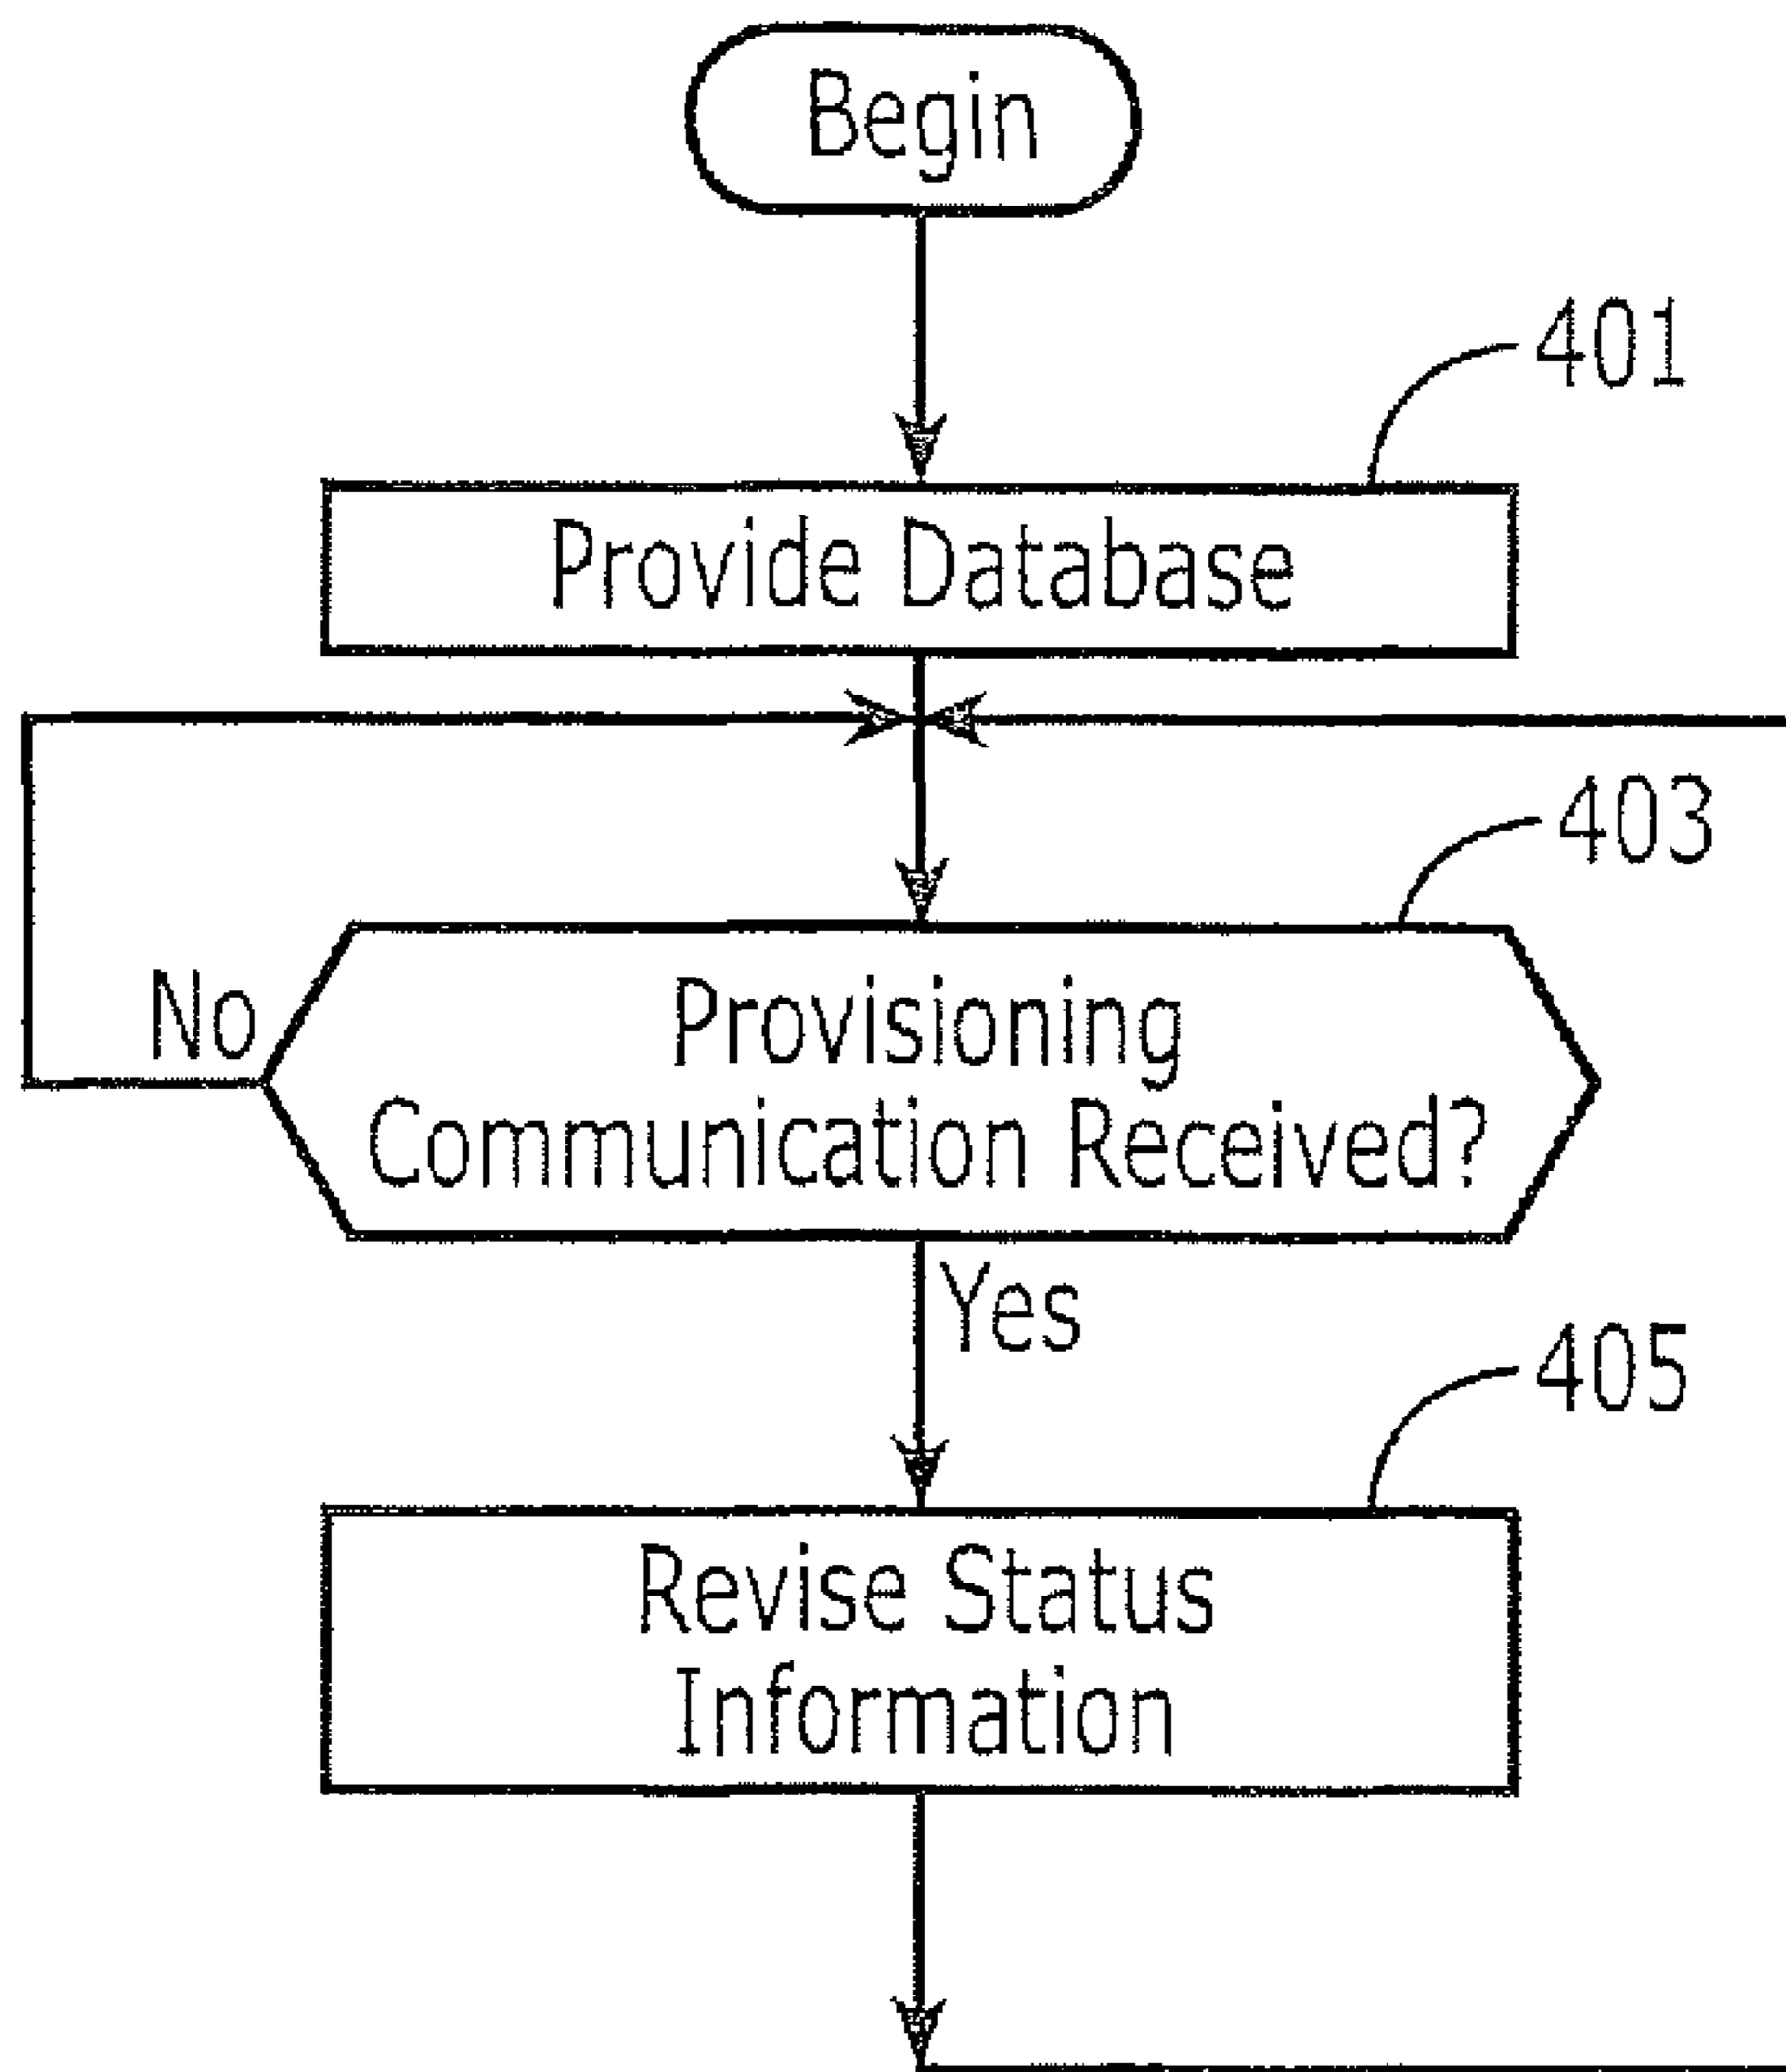 Begin
401
Provide Database
403
No
Provisioning
Communication Received?
Yes
405
Revise Status
Information